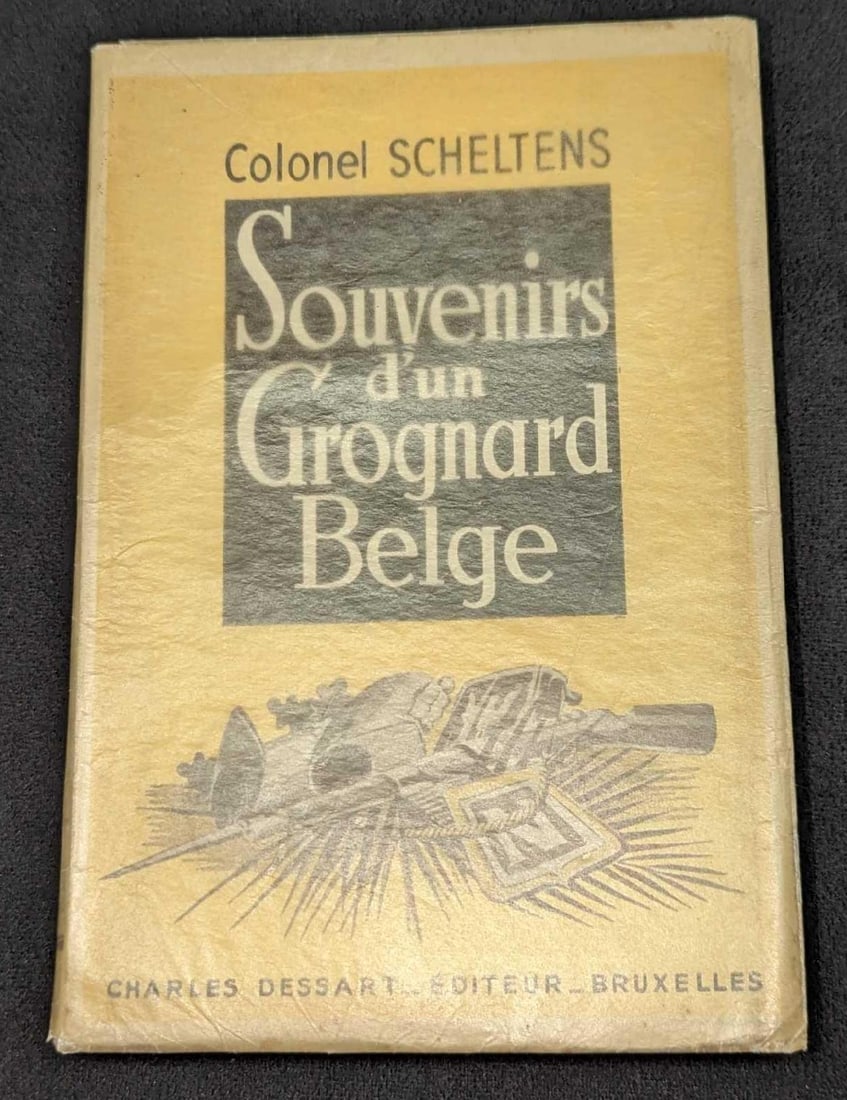 Colonel SCHELTENS
Souvenirs
d'un
Grognard
Belge
N
CHARLES DESSART _ ÉDITEUR _ BRUXELLES